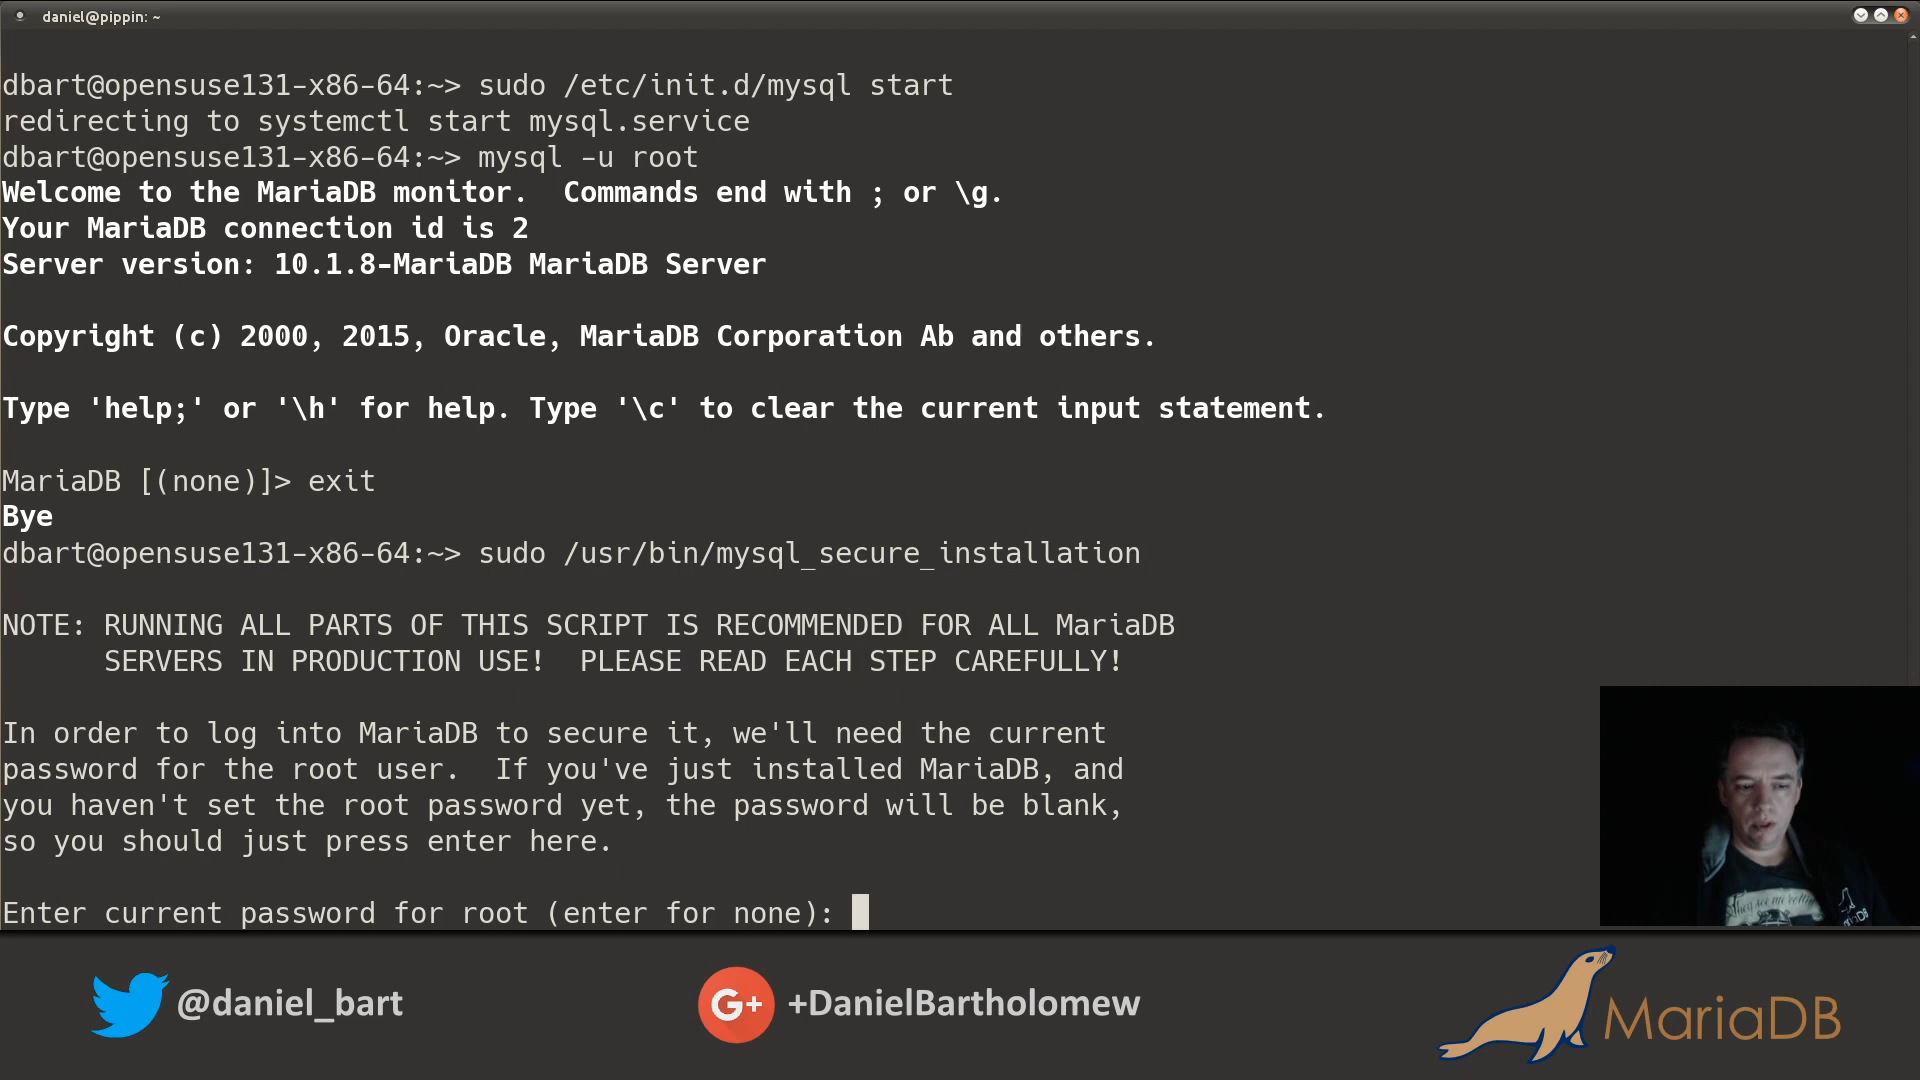 daniel@pippin: ~
dbart@opensuse131-x86-64:~> sudo /etc/init.d/mysql start
redirecting to systemctl start mysql.service
dbart@opensuse131-x86-64:~> mysql -u root
Welcome to the MariaDB monitor.  Commands end with ; or \g.
Your MariaDB connection id is 2
Server version: 10.1.8-MariaDB MariaDB Server
Copyright (c) 2000, 2015, Oracle, MariaDB Corporation Ab and others.
Type 'help;' or '\h' for help. Type '\c' to clear the current input statement.
MariaDB [(none)]> exit
Bye
dbart@opensuse131-x86-64:~> sudo /usr/bin/mysql_secure_installation
NOTE: RUNNING ALL PARTS OF THIS SCRIPT IS RECOMMENDED FOR ALL MariaDB
      SERVERS IN PRODUCTION USE!  PLEASE READ EACH STEP CAREFULLY!
In order to log into MariaDB to secure it, we'll need the current
password for the root user.  If you've just installed MariaDB, and
you haven't set the root password yet, the password will be blank,
so you should just press enter here.
Enter current password for root (enter for none):
They see me
@daniel_bart
G+ +DanielBartholomew
MariaDB